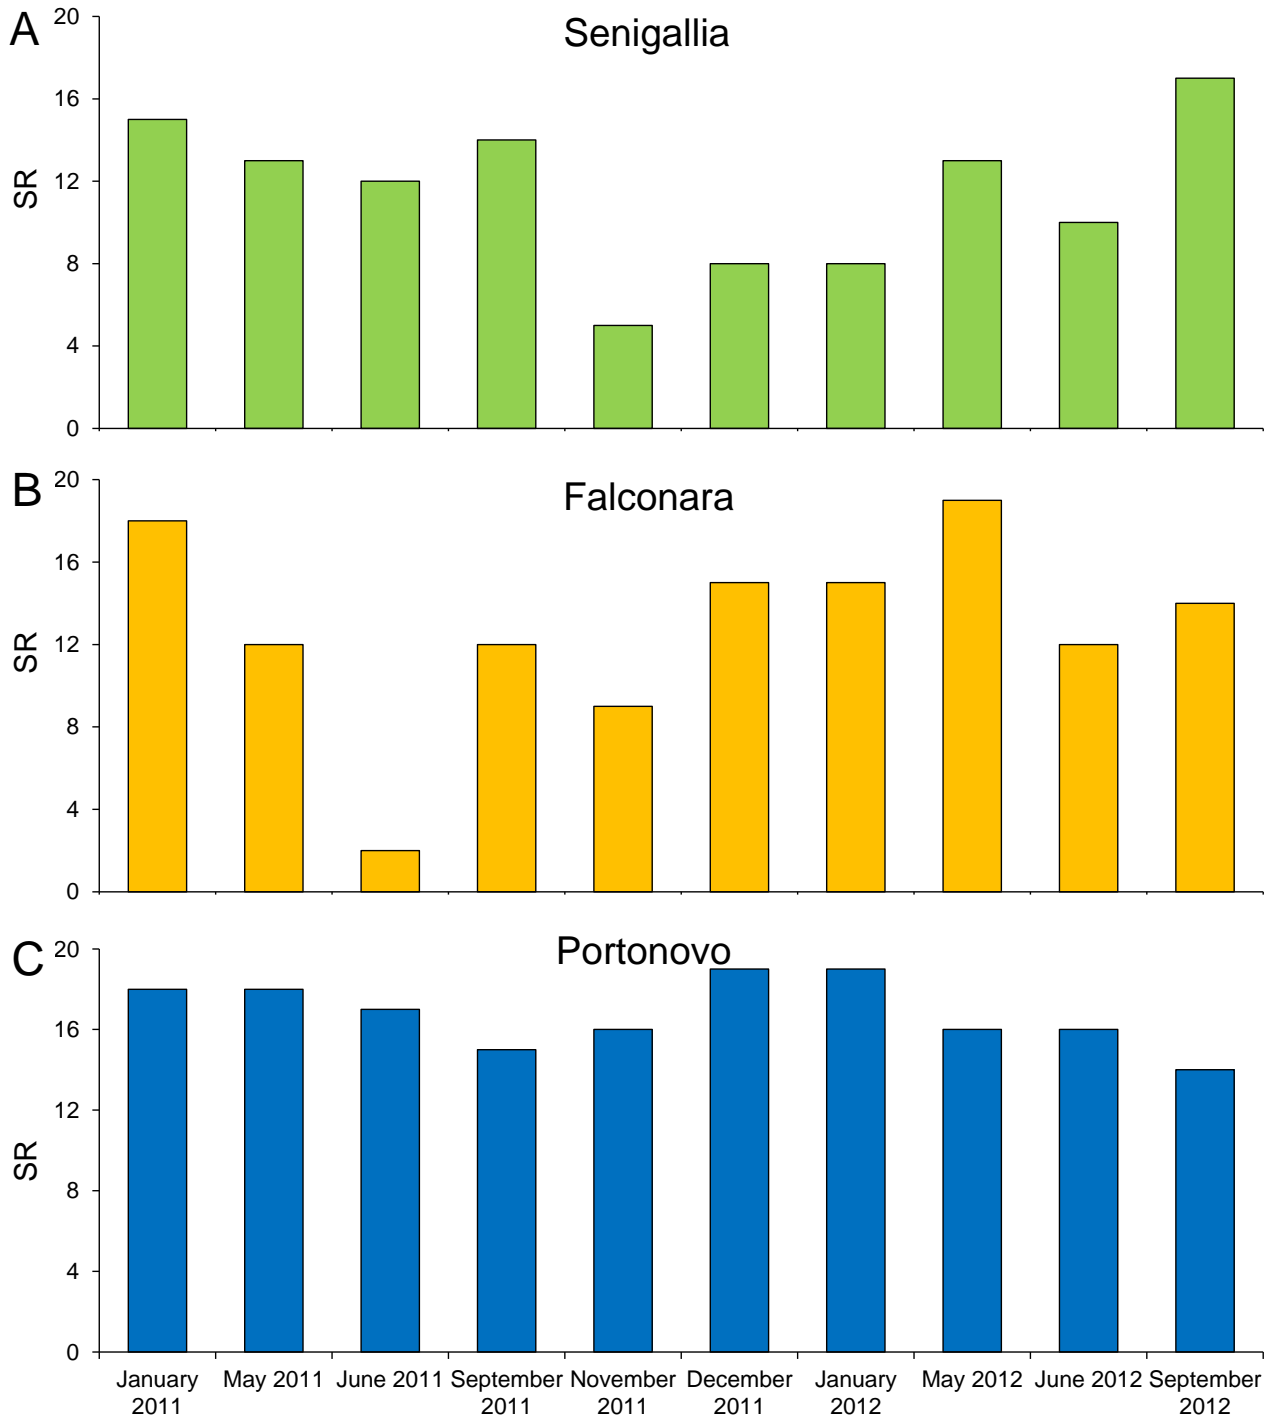 A
Senigallia
SR
20
16
12
8
4
0
B
Falconara
SR
20
16
12
8
4
0
C
Portonovo
SR
20
16
12
8
4
0
January 2011
May 2011
June 2011
September 2011
November 2011
December 2011
January 2012
May 2012
June 2012
September 2012